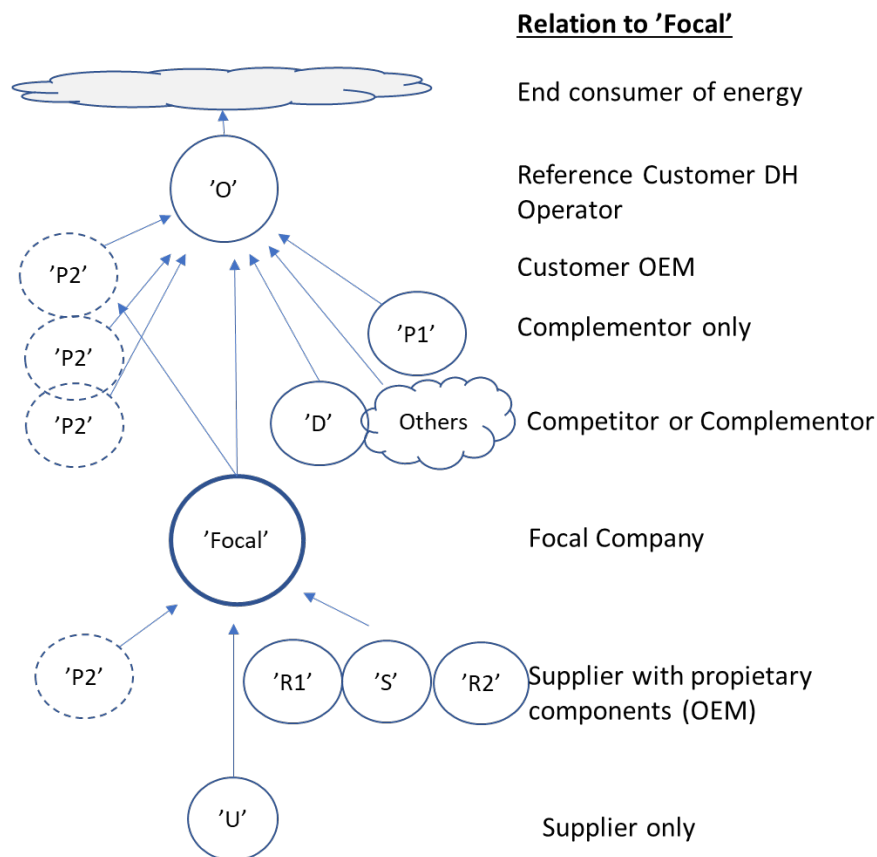 Relation to ’Focal’
End consumer of energy
’O’
Reference Customer DH
Operator
’P2’
Customer OEM
’P1’
Complementor only
’P2’
’P2’
’D’
Others
Competitor or Complementor
’Focal’
Focal Company
’P2’
’R1’
’S’
’R2’
Supplier with propietary
components (OEM)
’U’
Supplier only